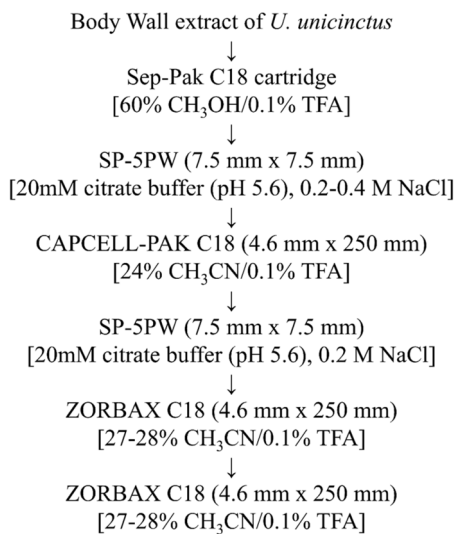 Body Wall extract of U. unicinctus
↓
Sep-Pak C18 cartridge
[60% CH₃OH/0.1% TFA]
↓
SP-5PW (7.5 mm x 7.5 mm)
[20mM citrate buffer (pH 5.6), 0.2-0.4 M NaCl]
↓
CAPCELL-PAK C18 (4.6 mm x 250 mm)
[24% CH₃CN/0.1% TFA]
↓
SP-5PW (7.5 mm x 7.5 mm)
[20mM citrate buffer (pH 5.6), 0.2 M NaCl]
↓
ZORBAX C18 (4.6 mm x 250 mm)
[27-28% CH₃CN/0.1% TFA]
↓
ZORBAX C18 (4.6 mm x 250 mm)
[27-28% CH₃CN/0.1% TFA]